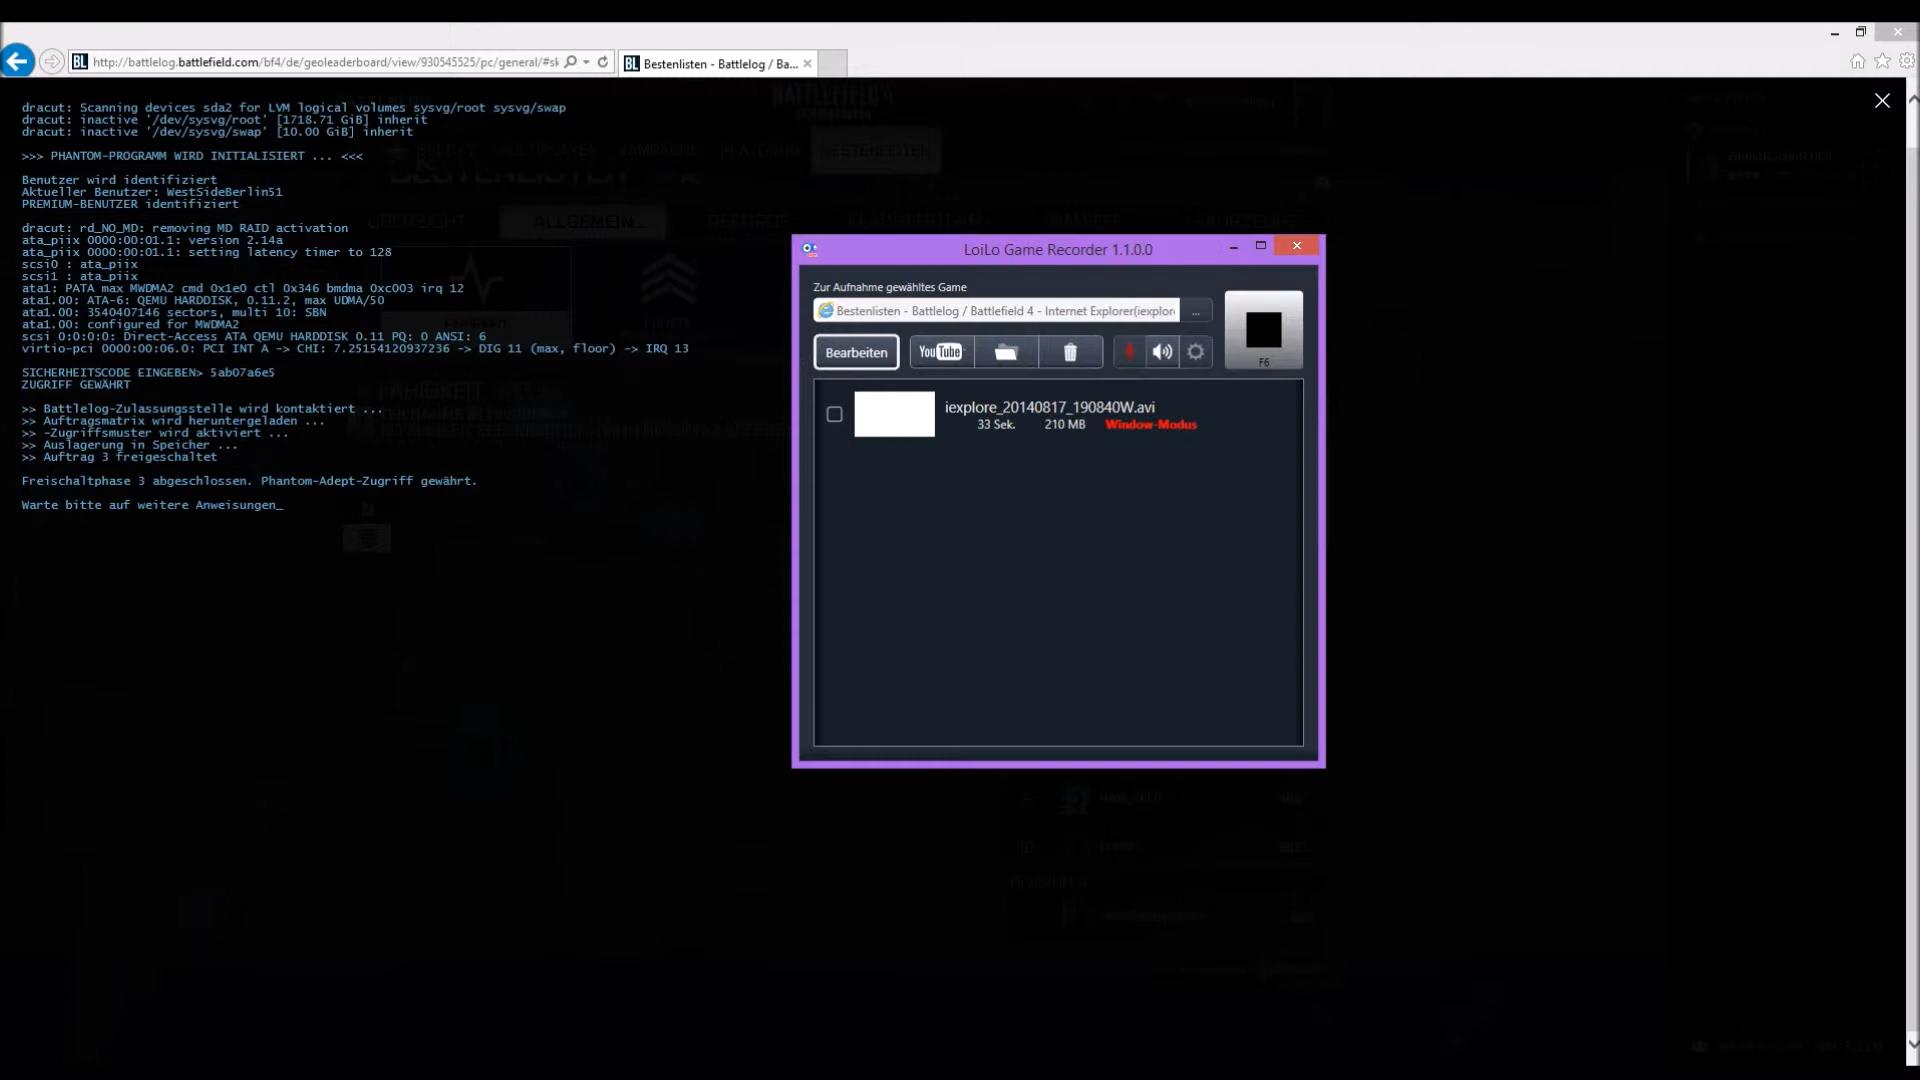 http://battlelog.battlefield.com/bf4/de/geoleaderboard/view/930545525/pc/general/#sk
BL Bestenlisten - Battlelog / Ba...
dracut: Scanning devices sda2 for LVM logical volumes sysvg/root sysvg/swap
dracut: inactive '/dev/sysvg/root' [1718.71 GiB] inherit
dracut: inactive '/dev/sysvg/swap' [10.00 GiB] inherit
>>> PHANTOM-PROGRAMM WIRD INITIALISIERT ... <<<
Benutzer wird identifiziert
Aktueller Benutzer: WestSideBerlin51
PREMIUM-BENUTZER identifiziert
dracut: rd_NO_MD: removing MD RAID activation
ata_piix 0000:00:01.1: version 2.14a
ata_piix 0000:00:01.1: setting latency timer to 128
scsi0 : ata_piix
scsi1 : ata_piix
ata1: PATA max MWDMA2 cmd 0x1e0 ctl 0x346 bmdma 0xc003 irq 12
ata1.00: ATA-6: QEMU HARDDISK, 0.11.2, max UDMA/50
ata1.00: 3540407146 sectors, multi 10: SBN
ata1.00: configured for MWDMA2
scsi 0:0:0:0: Direct-Access ATA QEMU HARDDISK 0.11 PQ: 0 ANSI: 6
virtio-pci 0000:00:06.0: PCI INT A -> CHI: 7.25154120937236 -> DIG 11 (max, floor) -> IRQ 13
SICHERHEITSCODE EINGEBEN> 5ab07a6e5
ZUGRIFF GEWÄHRT
>> Battlelog-Zulassungsstelle wird kontaktiert ...
>> Auftragsmatrix wird heruntergeladen ...
>> -Zugriffsmuster wird aktiviert ...
>> Auslagerung in Speicher ...
>> Auftrag 3 freigeschaltet
Freischaltphase 3 abgeschlossen. Phantom-Adept-Zugriff gewährt.
Warte bitte auf weitere Anweisungen_
BATTLEFIELD 4
BESTENLISTEN
ÜBERSICHT
ALLGEMEIN
FÄHIGKEIT
LoiLo Game Recorder 1.1.0.0
Zur Aufnahme gewähltes Game
Bestenlisten - Battlelog / Battlefield 4 - Internet Explorer(iexplor
...
Bearbeiten
YouTube
F6
iexplore_20140817_190840W.avi
33 Sek. 210 MB Window-Modus